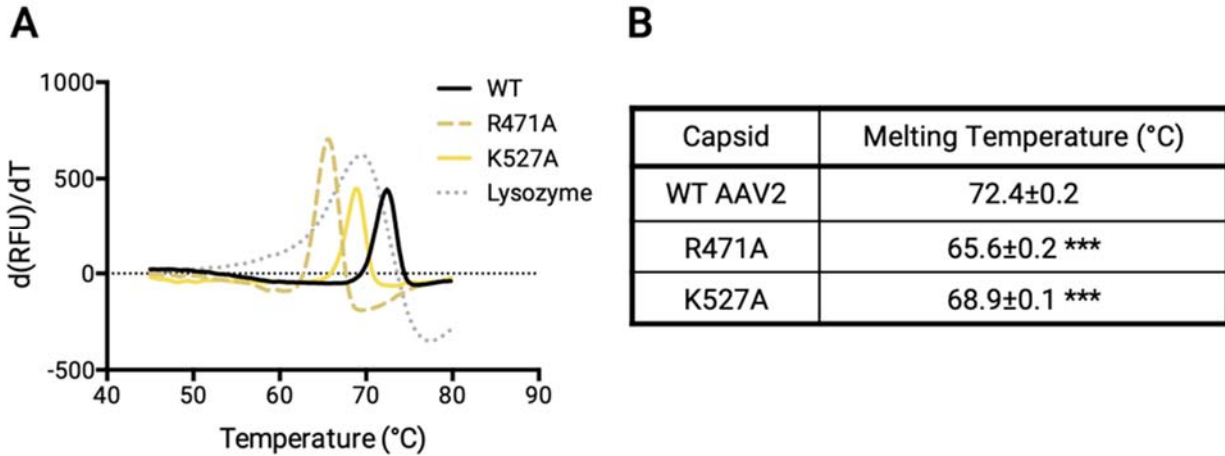 A
1000
500
0
-500
d(RFU)/dT
40 50 60 70 80 90
Temperature (°C)
WT
R471A
K527A
Lysozyme
B
Capsid Melting Temperature (°C)
WT AAV2 72.4±0.2
R471A 65.6±0.2 ***
K527A 68.9±0.1 ***